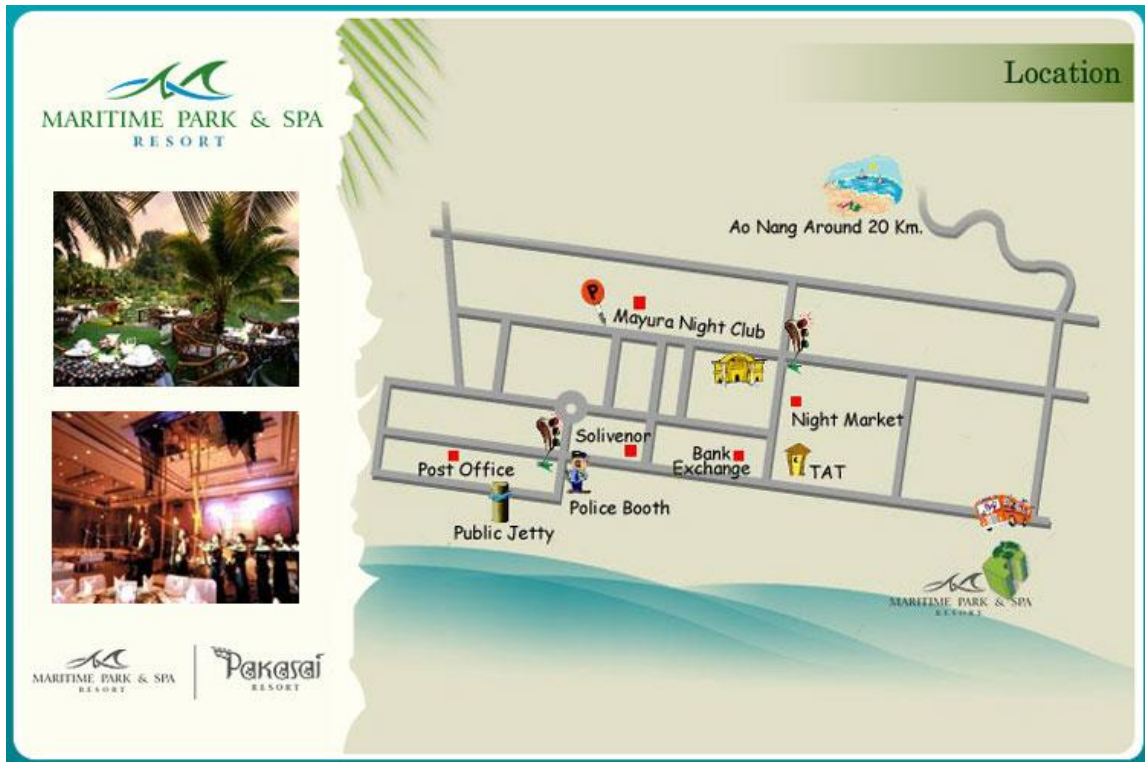 MARITIME PARK & SPA
RESORT
Location
Ao Nang Around 20 Km.
P
Mayura Night Club
Night Market
Solivenor
Bank
Exchange
TAT
Post Office
Police Booth
Public Jetty
MARITIME PARK & SPA
RESORT
MARITIME PARK & SPA
RESORT
Pakasai
RESORT